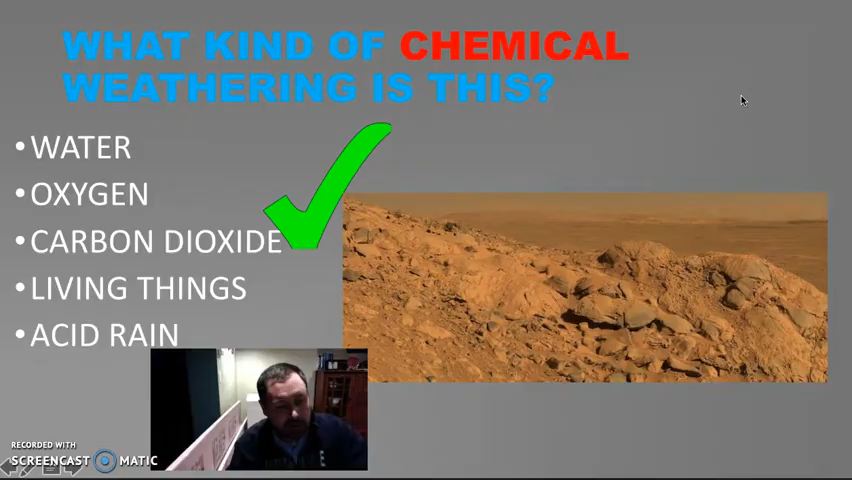 WHAT KIND OF CHEMICAL
WEATHERING IS THIS?
•WATER
•OXYGEN
•CARBON DIOXIDE
•LIVING THINGS
•ACID RAIN
RECORDED WITH
SCREENCAST MATIC